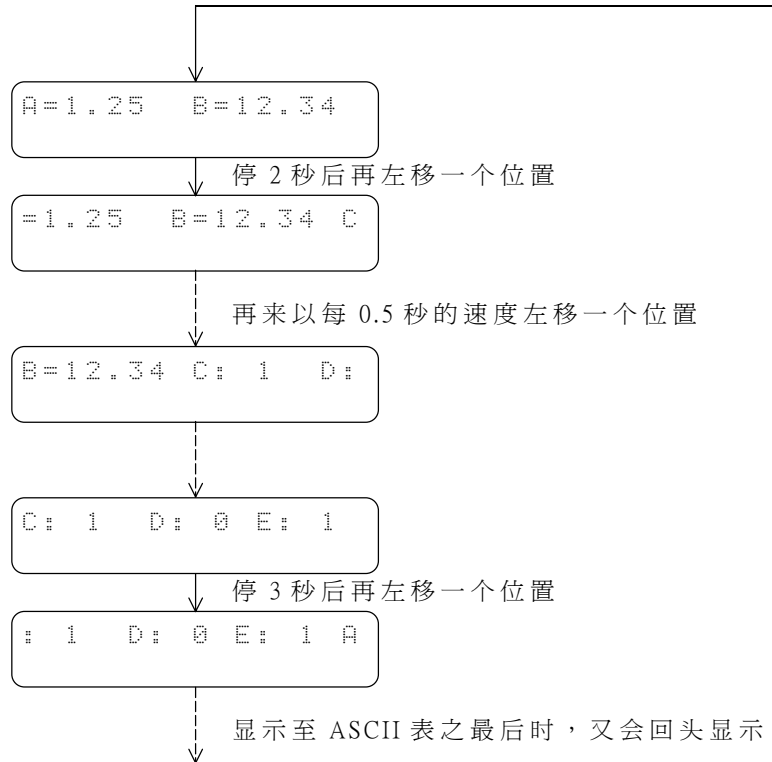 A=1.25  B=12.34
停 2 秒后再左移一个位置
=1.25  B=12.34 C
再来以每 0.5 秒的速度左移一个位置
B=12.34 C: 1  D:
C: 1  D: 0 E: 1
停 3 秒后再左移一个位置
: 1  D: 0 E: 1 A
显示至 ASCII 表之最后时，又会回头显示